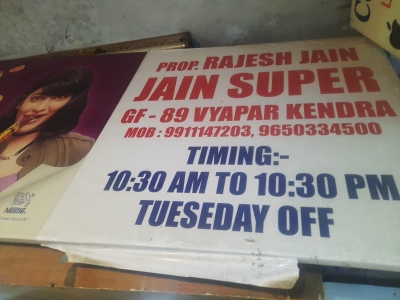 PROP. RAJESH JAIN
JAIN SUPER
GF - 89 VYAPAR KENDRA
MOB : 9911147203, 9650334500
TIMING:-
10:30 AM TO 10:30 PM
TUESEDAY OFF
Nestlé